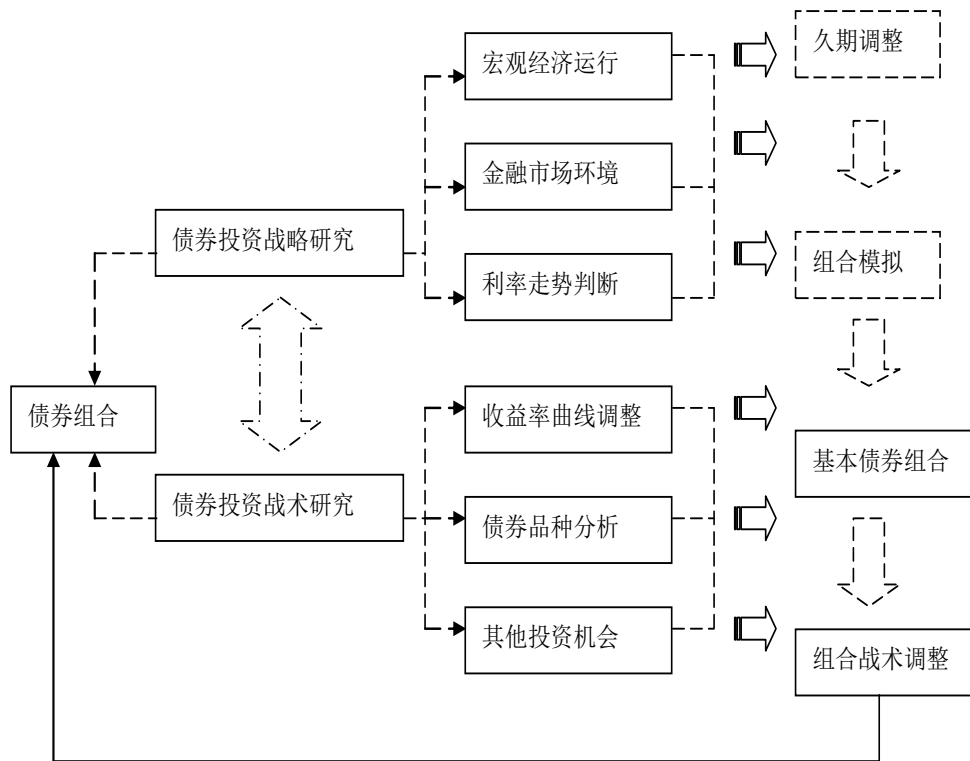 宏观经济运行
久期调整
金融市场环境
债券投资战略研究
组合模拟
利率走势判断
债券组合
收益率曲线调整
基本债券组合
债券投资战术研究
债券品种分析
其他投资机会
组合战术调整